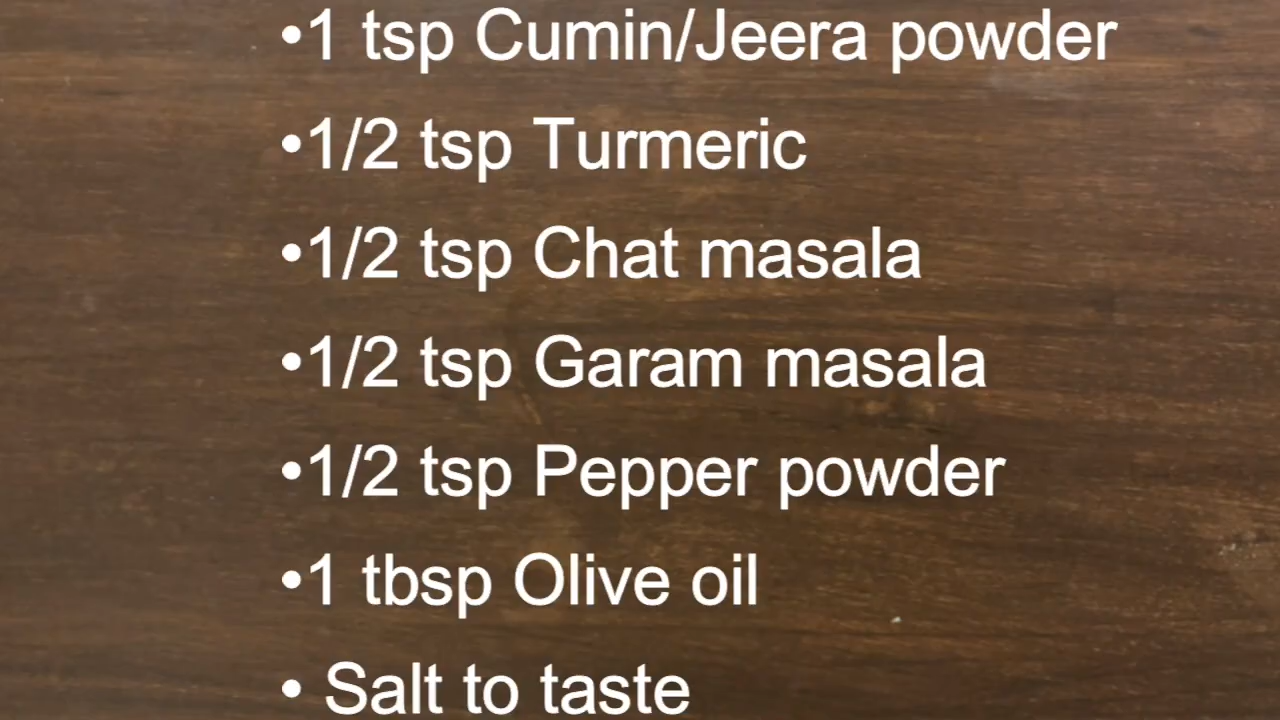 •1 tsp Cumin/Jeera powder
•1/2 tsp Turmeric
•1/2 tsp Chat masala
•1/2 tsp Garam masala
•1/2 tsp Pepper powder
•1 tbsp Olive oil
• Salt to taste